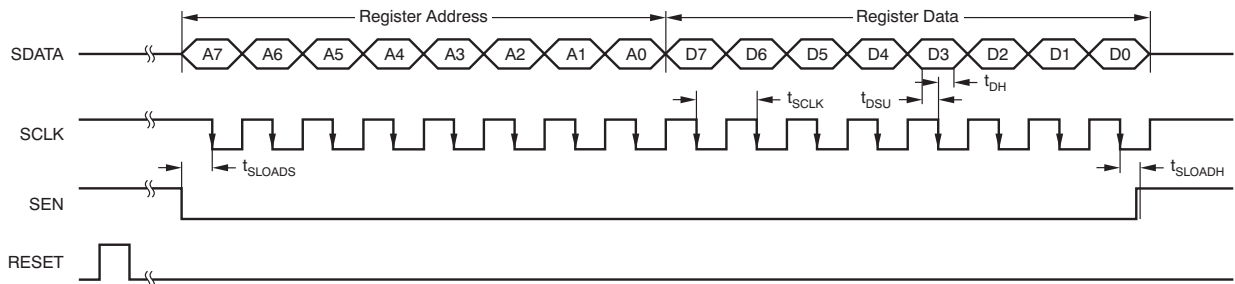 Register Address Register Data
SDATA A7 A6 A5 A4 A3 A2 A1 A0 D7 D6 D5 D4 D3 D2 D1 D0
tSCLK tDSU tDH
SCLK
tSLOADS tSLOADH
SEN
RESET